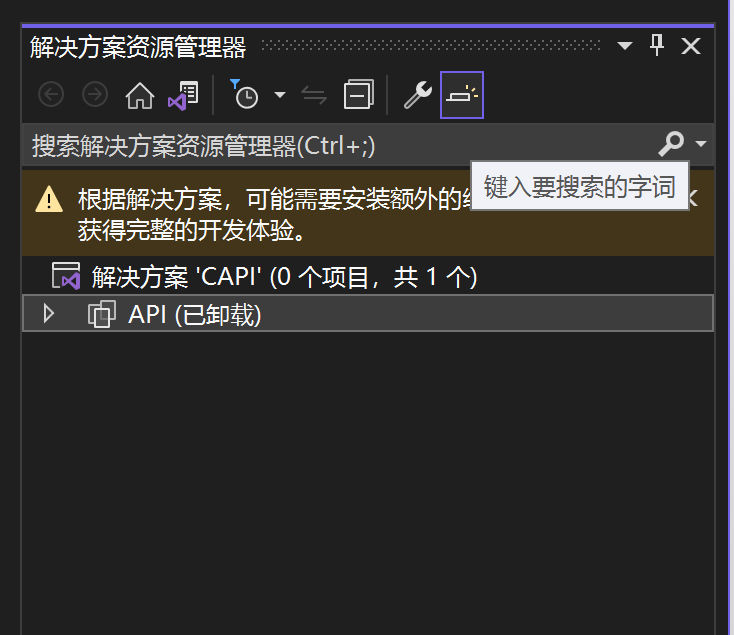 解决方案资源管理器
搜索解决方案资源管理器(Ctrl+;)
键入要搜索的字词
根据解决方案，可能需要安装额外的
获得完整的开发体验。
解决方案 'CAPI' (0 个项目，共 1 个)
API (已卸载)